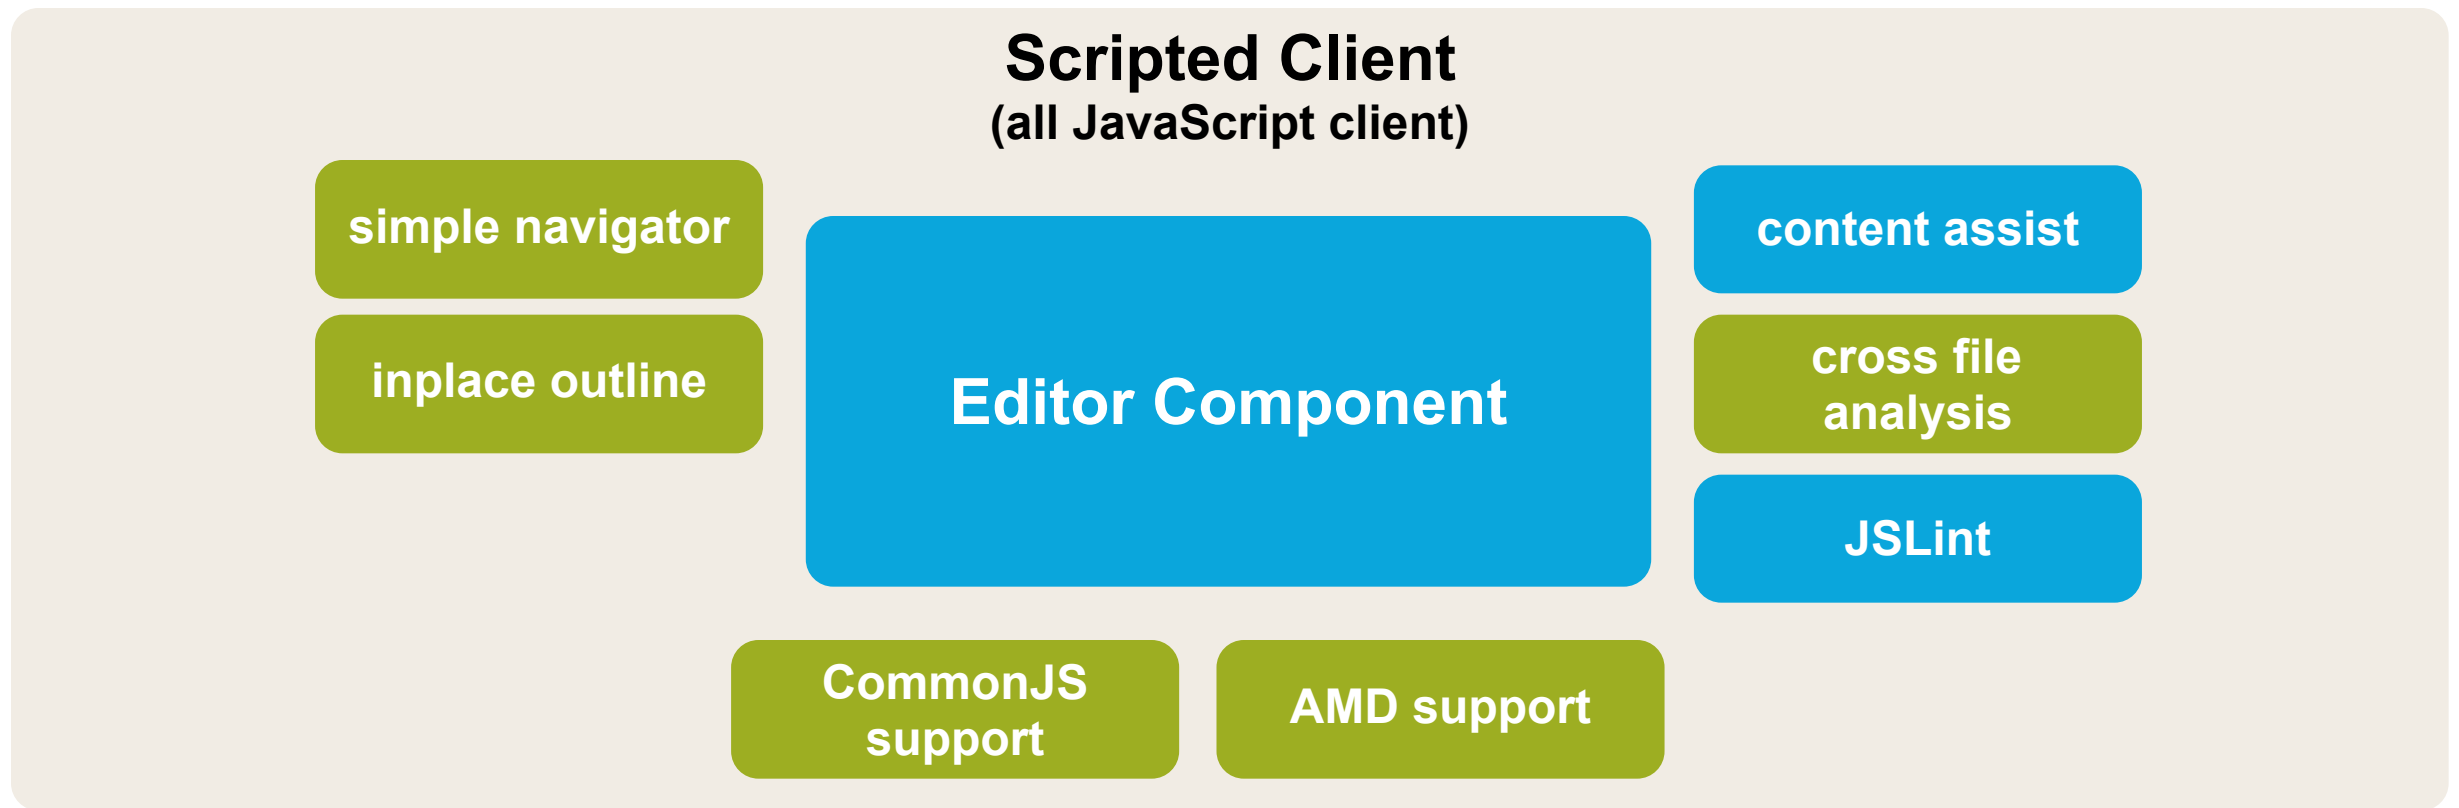 Scripted Client
(all JavaScript client)
simple navigator
inplace outline
Editor Component
content assist
cross file
analysis
JSLint
CommonJS
support
AMD support